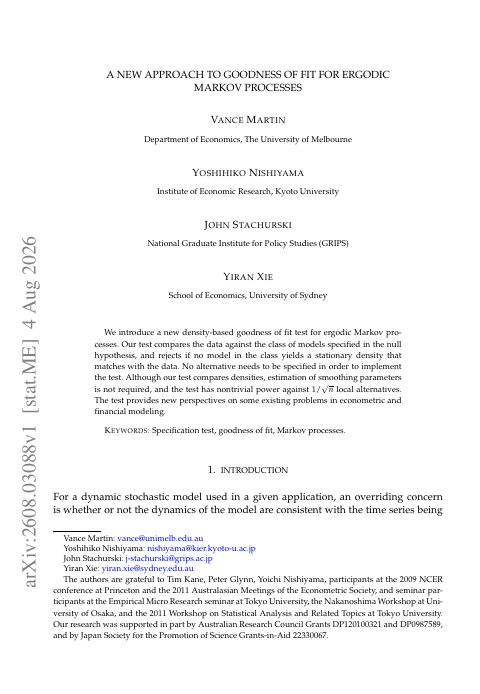 A NEW APPROACH TO GOODNESS OF FIT FOR ERGODIC
MARKOV PROCESSES
VANCE MARTIN
Department of Economics, The University of Melbourne
YOSHIHIKO NISHIYAMA
Institute of Economic Research, Kyoto University
JOHN STACHURSKI
National Graduate Institute for Policy Studies (GRIPS)
YIRAN XIE
School of Economics, University of Sydney
We introduce a new density-based goodness of fit test for ergodic Markov pro-
cesses. Our test compares the data against the class of models specified in the null
hypothesis, and rejects if no model in the class yields a stationary density that
matches with the data. No alternative needs to be specified in order to implement
the test. Although our test compares densities, estimation of smoothing parameters
is not required, and the test has nontrivial power against 1/√n local alternatives.
The test provides new perspectives on some existing problems in econometric and
financial modeling.
KEYWORDS: Specification test, goodness of fit, Markov processes.
1. INTRODUCTION
For a dynamic stochastic model used in a given application, an overriding concern
is whether or not the dynamics of the model are consistent with the time series being
Vance Martin: vance@unimelb.edu.au
Yoshihiko Nishiyama: nishiyama@kier.kyoto-u.ac.jp
John Stachurski: j-stachurski@grips.ac.jp
Yiran Xie: yiran.xie@sydney.edu.au
The authors are grateful to Tim Kane, Peter Glynn, Yoichi Nishiyama, participants at the 2009 NCER
conference at Princeton and the 2011 Australasian Meetings of the Econometric Society, and seminar par-
ticipants at the Empirical Micro Research seminar at Tokyo University, the Nakanoshima Workshop at Uni-
versity of Osaka, and the 2011 Workshop on Statistical Analysis and Related Topics at Tokyo University.
Our research was supported in part by Australian Research Council Grants DP120100321 and DP0987589,
and by Japan Society for the Promotion of Science Grants-in-Aid 22330067.
arXiv:2608.03088v1 [stat.ME] 4 Aug 2026